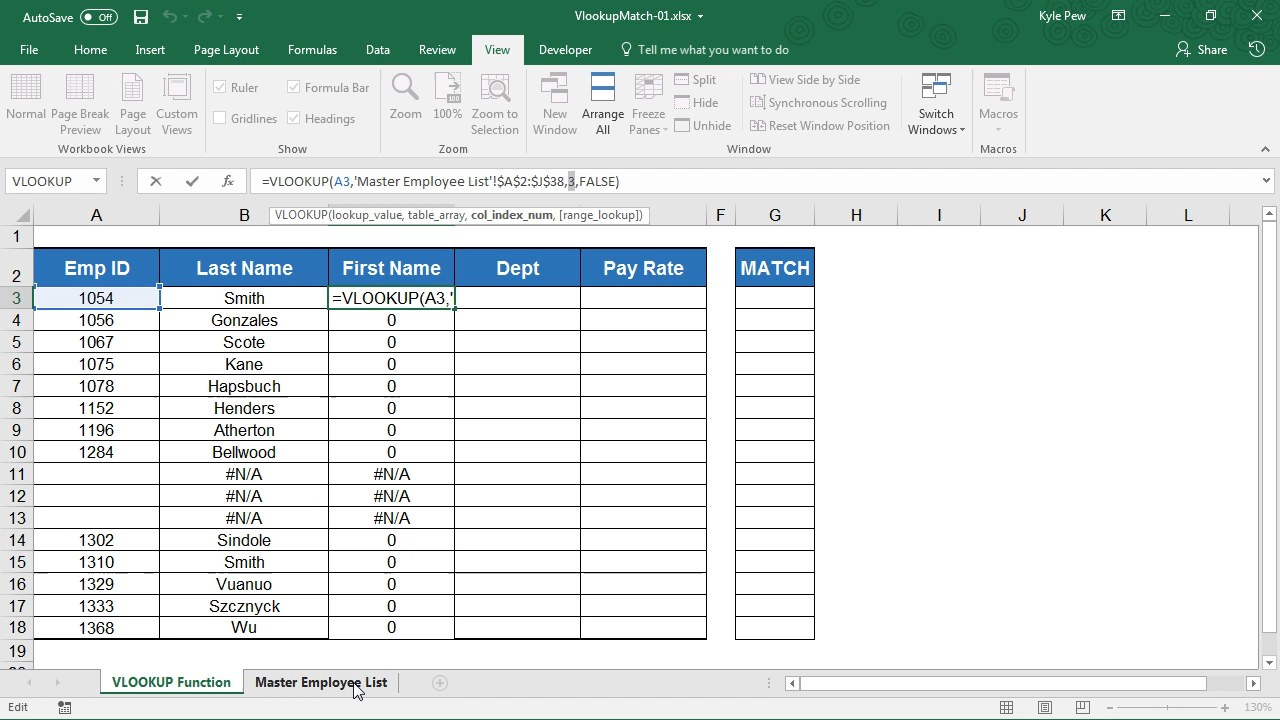 AutoSave Off VlookupMatch-01.xlsx Kyle Pew
File Home Insert Page Layout Formulas Data Review View Developer Tell me what you want to do Share
Normal Page Break Preview Page Layout Custom Views
Workbook Views
Ruler Formula Bar
Gridlines Headings
Show
Zoom 100% Zoom to Selection
Zoom
New Window Arrange All Freeze Panes
Split
Hide
Unhide
View Side by Side
Synchronous Scrolling
Reset Window Position
Switch Windows
Window
Macros
Macros
VLOOKUP fx =VLOOKUP(A3,'Master Employee List'!$A$2:$J$38,3,FALSE)
VLOOKUP(lookup_value, table_array, col_index_num, [range_lookup])
A B F G H I J K L
1
2 Emp ID Last Name First Name Dept Pay Rate MATCH
3 1054 Smith =VLOOKUP(A3,'
4 1056 Gonzales 0
5 1067 Scote 0
6 1075 Kane 0
7 1078 Hapsbuch 0
8 1152 Henders 0
9 1196 Atherton 0
10 1284 Bellwood 0
11 #N/A #N/A
12 #N/A #N/A
13 #N/A #N/A
14 1302 Sindole 0
15 1310 Smith 0
16 1329 Vuanuo 0
17 1333 Szcznyck 0
18 1368 Wu 0
19
VLOOKUP Function Master Employee List
Edit 130%